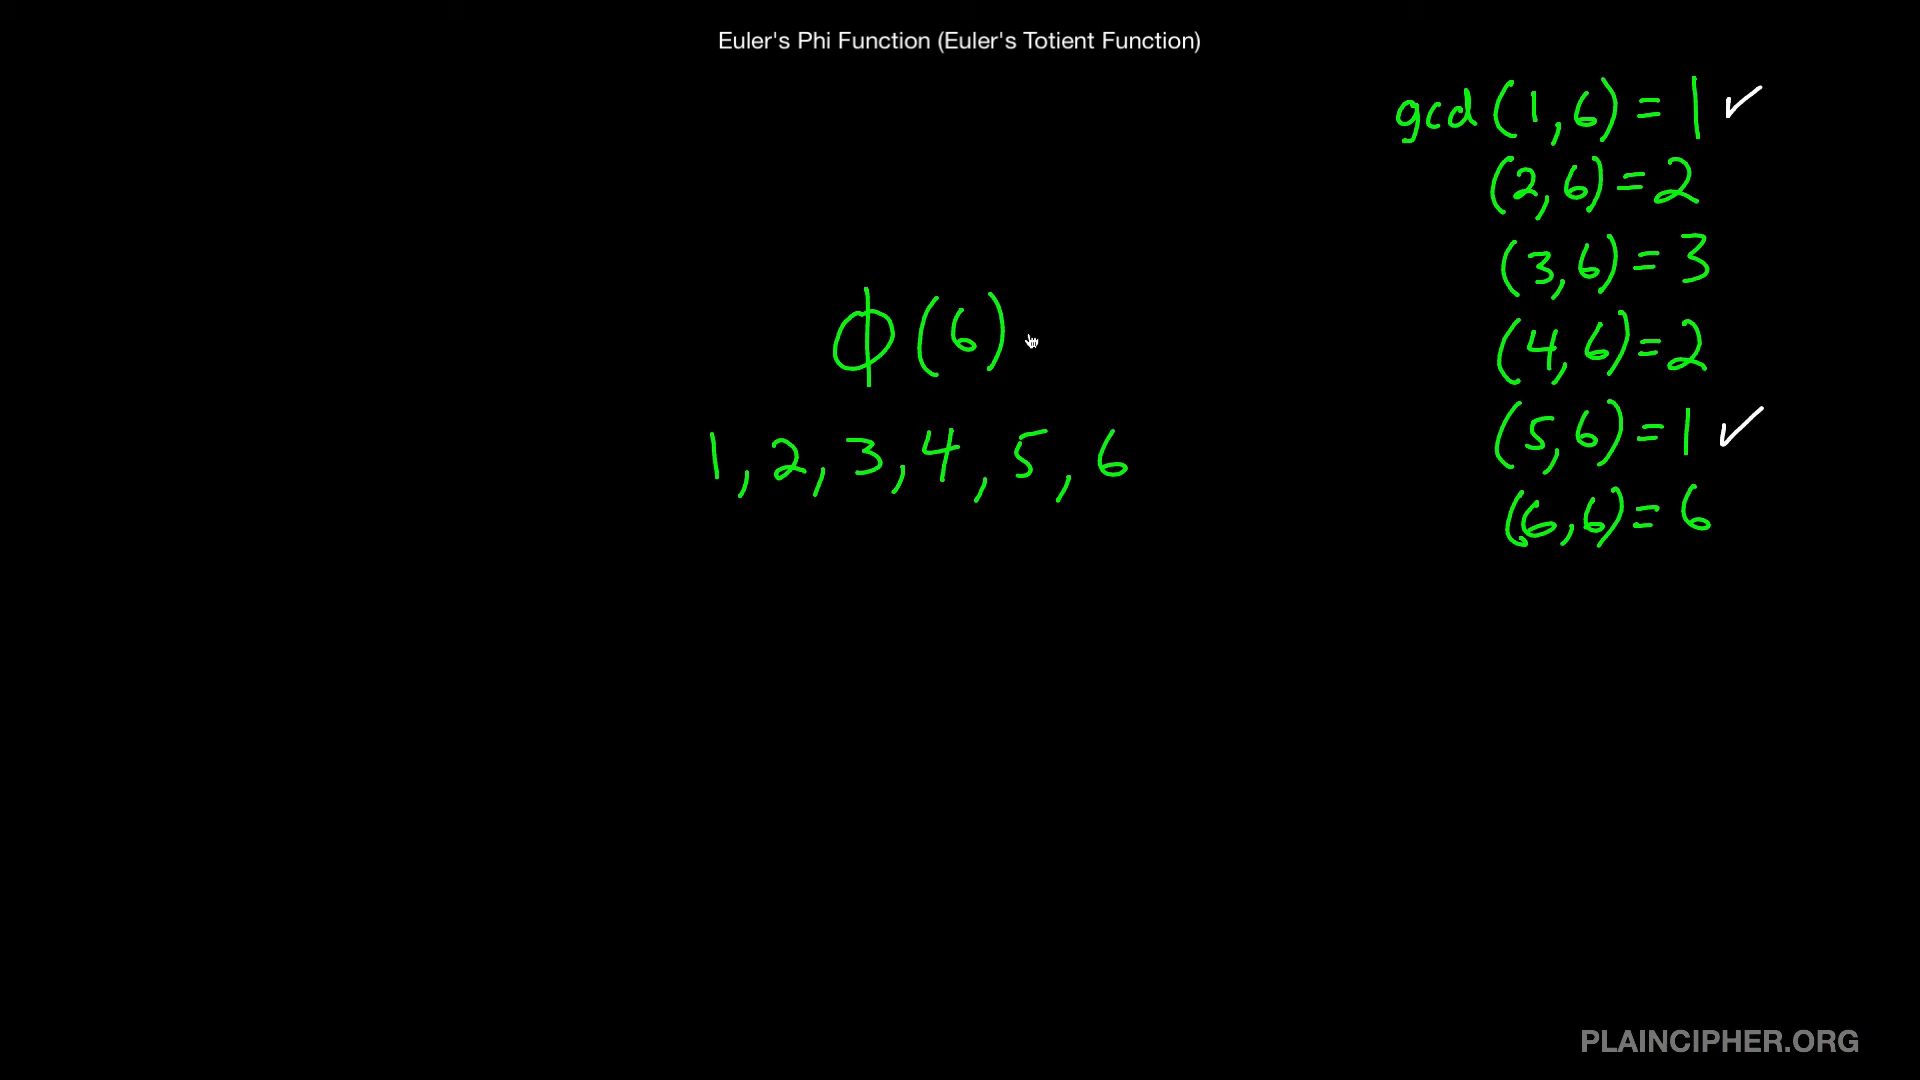 Euler's Phi Function (Euler's Totient Function)
gcd(1,6)=1✓
(2,6)=2
(3,6)=3
(4,6)=2
(5,6)=1✓
(6,6)=6
ϕ(6)
1,2,3,4,5,6
PLAINCIPHER.ORG